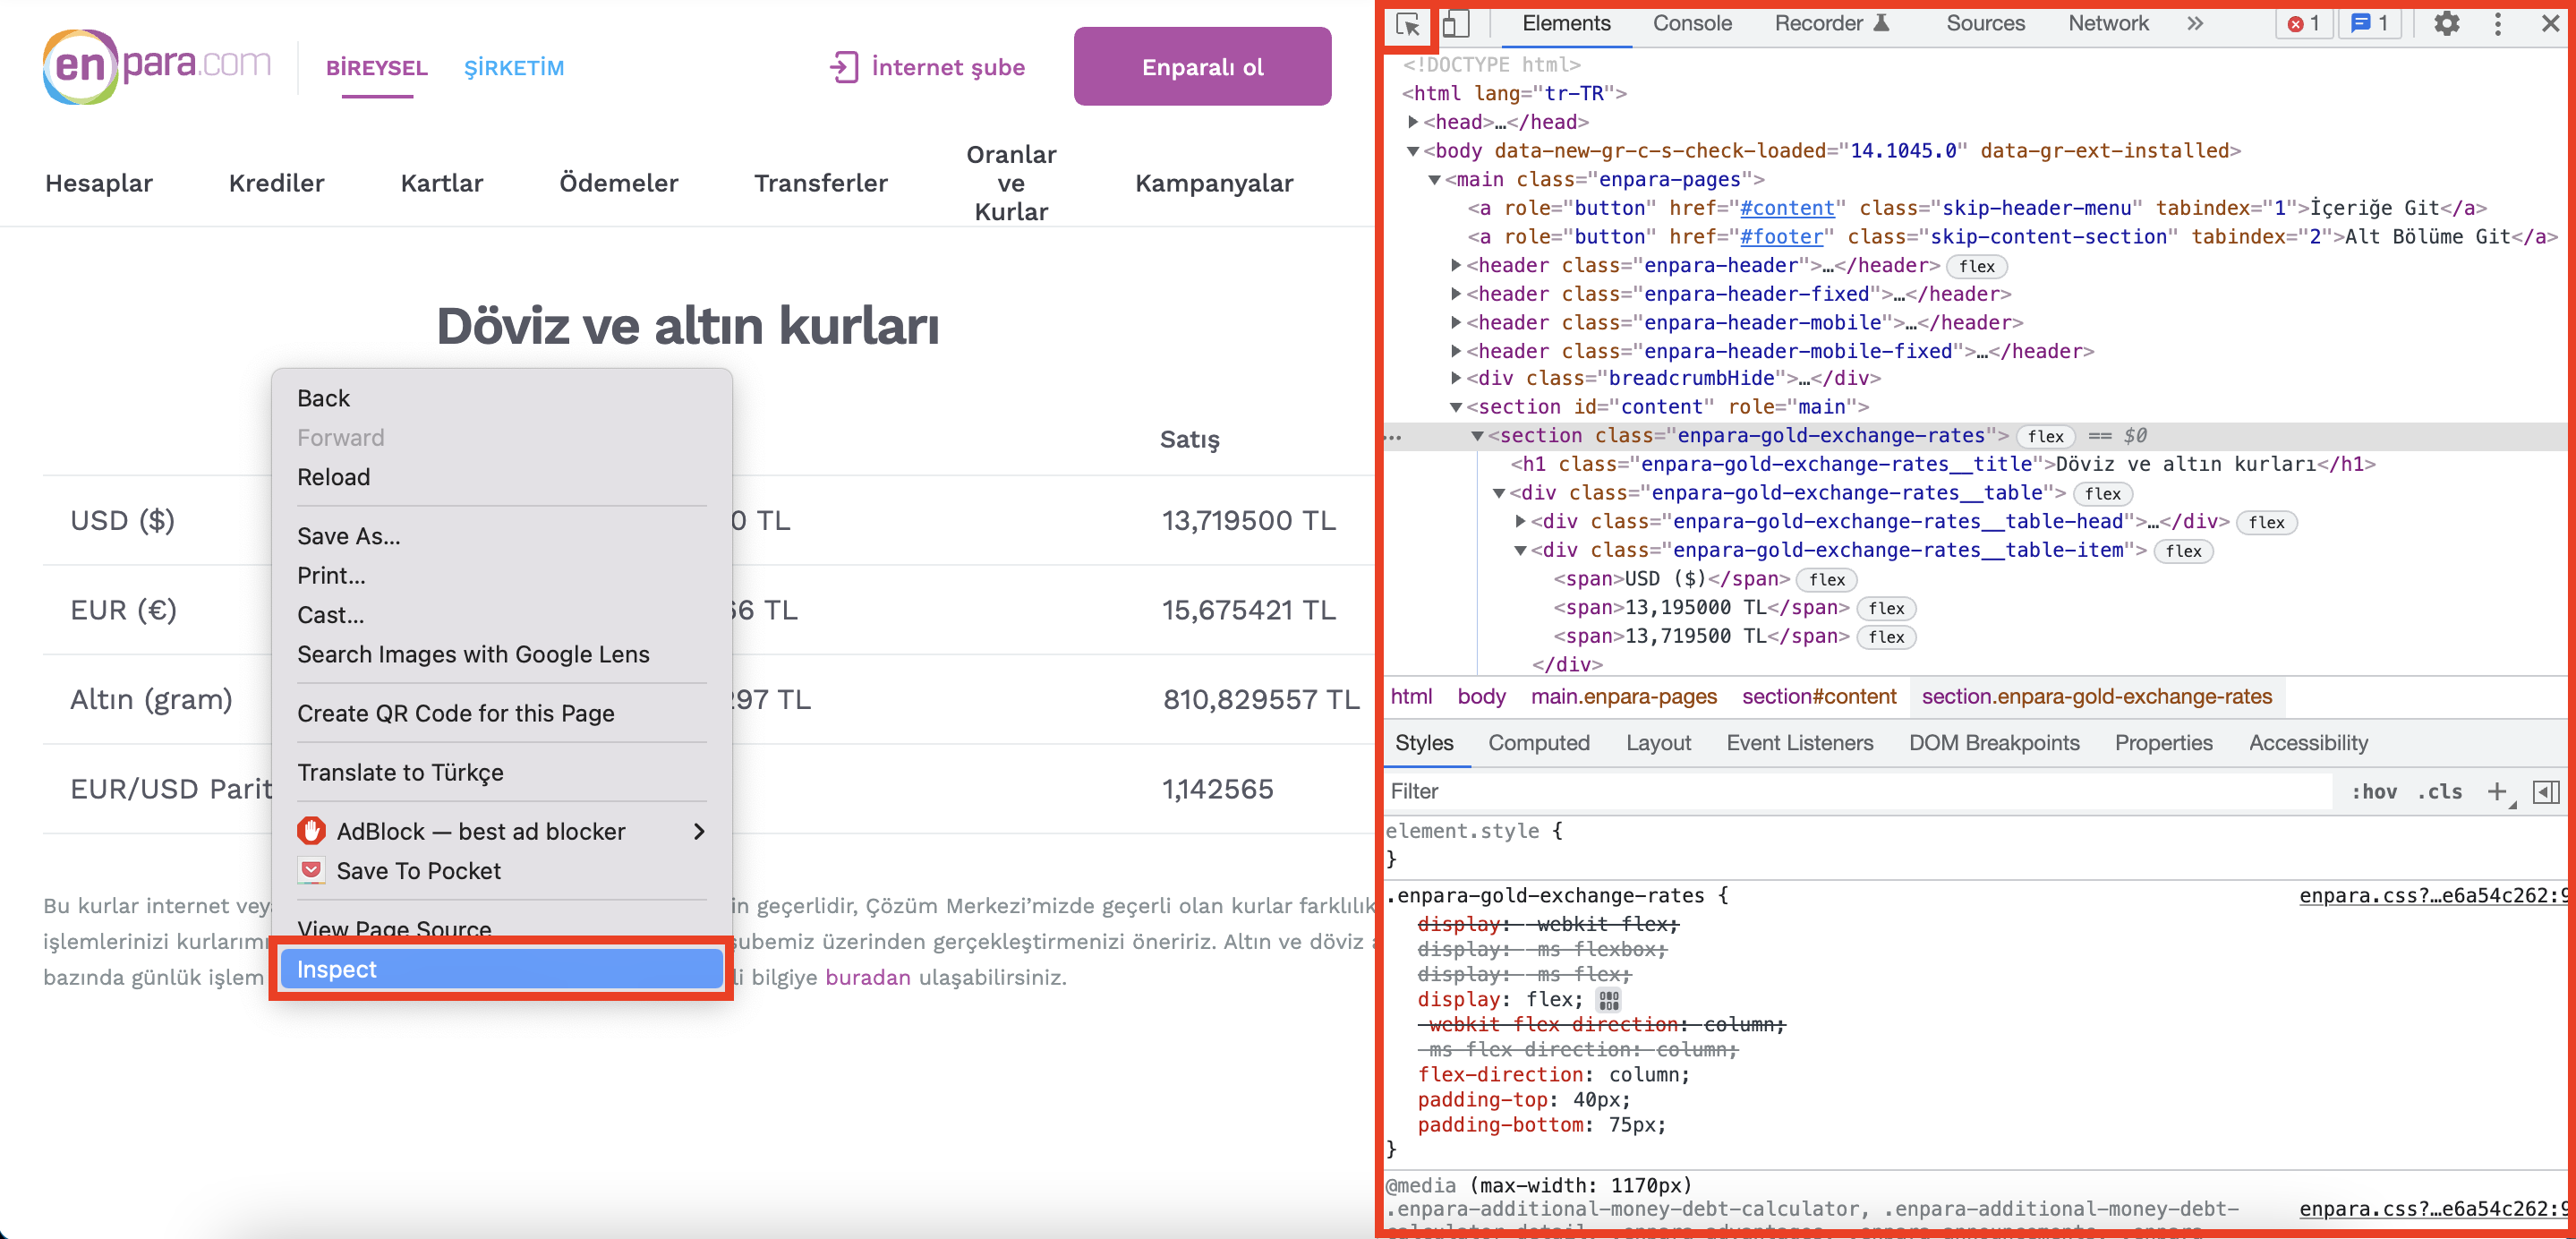 enpara.com
BİREYSEL
ŞİRKETİM
İnternet şube
Enparalı ol
Hesaplar
Krediler
Kartlar
Ödemeler
Transferler
Oranlar
ve
Kurlar
Kampanyalar
Döviz ve altın kurları
Satış
USD ($)
0 TL
13,719500 TL
EUR (€)
66 TL
15,675421 TL
Altın (gram)
297 TL
810,829557 TL
EUR/USD Parit
1,142565
Bu kurlar internet vey
in geçerlidir, Çözüm Merkezi'mizde geçerli olan kurlar farklılık
işlemlerinizi kurlarım
şubemiz üzerinden gerçekleştirmenizi öneririz. Altın ve döviz a
bazında günlük işlem
li bilgiye buradan ulaşabilirsiniz.
Back
Forward
Reload
Save As...
Print...
Cast...
Search Images with Google Lens
Create QR Code for this Page
Translate to Türkçe
AdBlock — best ad blocker
Save To Pocket
View Page Source
Inspect
Elements
Console
Recorder
Sources
Network
1
1
<!DOCTYPE html>
<html lang="tr-TR">
<head>…</head>
<body data-new-gr-c-s-check-loaded="14.1045.0" data-gr-ext-installed>
<main class="enpara-pages">
<a role="button" href="#content" class="skip-header-menu" tabindex="1">İçeriğe Git</a>
<a role="button" href="#footer" class="skip-content-section" tabindex="2">Alt Bölüme Git</a>
<header class="enpara-header">…</header> flex
<header class="enpara-header-fixed">…</header>
<header class="enpara-header-mobile">…</header>
<header class="enpara-header-mobile-fixed">…</header>
<div class="breadcrumbHide">…</div>
<section id="content" role="main">
… <section class="enpara-gold-exchange-rates"> flex == $0
<h1 class="enpara-gold-exchange-rates__title">Döviz ve altın kurları</h1>
<div class="enpara-gold-exchange-rates__table"> flex
<div class="enpara-gold-exchange-rates__table-head">…</div> flex
<div class="enpara-gold-exchange-rates__table-item"> flex
<span>USD ($)</span> flex
<span>13,195000 TL</span> flex
<span>13,719500 TL</span> flex
</div>
html body main.enpara-pages section#content section.enpara-gold-exchange-rates
Styles
Computed
Layout
Event Listeners
DOM Breakpoints
Properties
Accessibility
Filter
:hov .cls
element.style {
}
.enpara-gold-exchange-rates {
enpara.css?…e6a54c262:9
display: -webkit-flex;
display: -ms-flexbox;
display: -ms-flex;
display: flex;
-webkit-flex-direction: column;
-ms-flex-direction: column;
flex-direction: column;
padding-top: 40px;
padding-bottom: 75px;
}
@media (max-width: 1170px)
.enpara-additional-money-debt-calculator, .enpara-additional-money-debt-
enpara.css?…e6a54c262:9